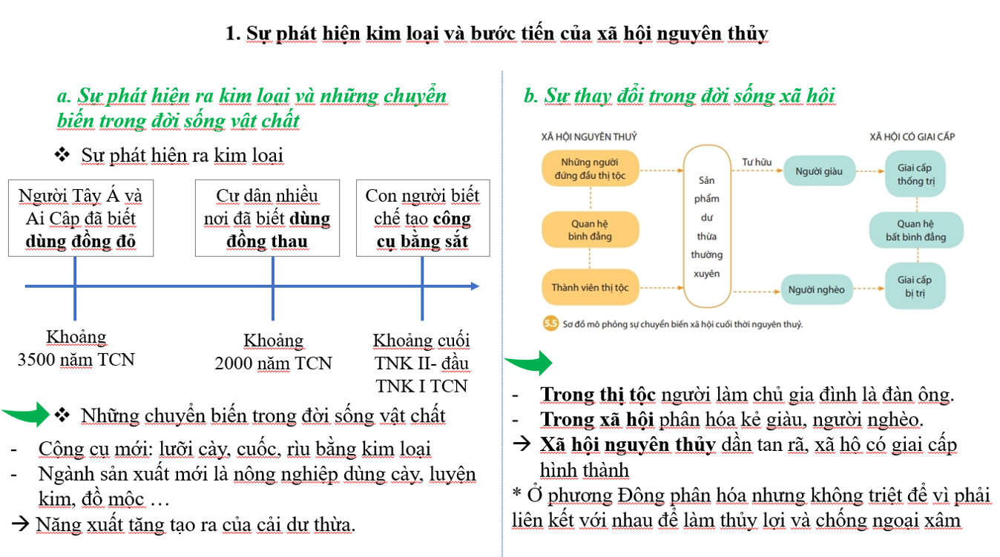 1. Sự phát hiện kim loại và bước tiến của xã hội nguyên thủy
a. Sự phát hiện ra kim loại và những chuyển
biến trong đời sống vật chất
❖ Sự phát hiện ra kim loại
Người Tây Á và
Ai Cập đã biết
dùng đồng đỏ
Cư dân nhiều
nơi đã biết dùng
đồng thau
Con người biết
chế tạo công
cụ bằng sắt
Khoảng
3500 năm TCN
Khoảng
2000 năm TCN
Khoảng cuối
TNK II- đầu
TNK I TCN
❖ Những chuyển biến trong đời sống vật chất
- Công cụ mới: lưỡi cày, cuốc, rìu bằng kim loại
- Ngành sản xuất mới là nông nghiệp dùng cày, luyện
kim, đồ mộc …
→ Năng xuất tăng tạo ra của cải dư thừa.
b. Sự thay đổi trong đời sống xã hội
XÃ HỘI NGUYÊN THUỶ
XÃ HỘI CÓ GIAI CẤP
Những người
đứng đầu thị tộc
Quan hệ
bình đẳng
Thành viên thị tộc
Sản
phẩm
dư
thừa
thường
xuyên
Tư hữu
Người giàu
Người nghèo
Giai cấp
thống trị
Quan hệ
bất bình đẳng
Giai cấp
bị trị
5.5 Sơ đồ mô phỏng sự chuyển biến xã hội cuối thời nguyên thuỷ.
- Trong thị tộc người làm chủ gia đình là đàn ông.
- Trong xã hội phân hóa kẻ giàu, người nghèo.
→ Xã hội nguyên thủy dần tan rã, xã hô có giai cấp
hình thành
* Ở phương Đông phân hóa nhưng không triệt để vì phải
liên kết với nhau để làm thủy lợi và chống ngoại xâm